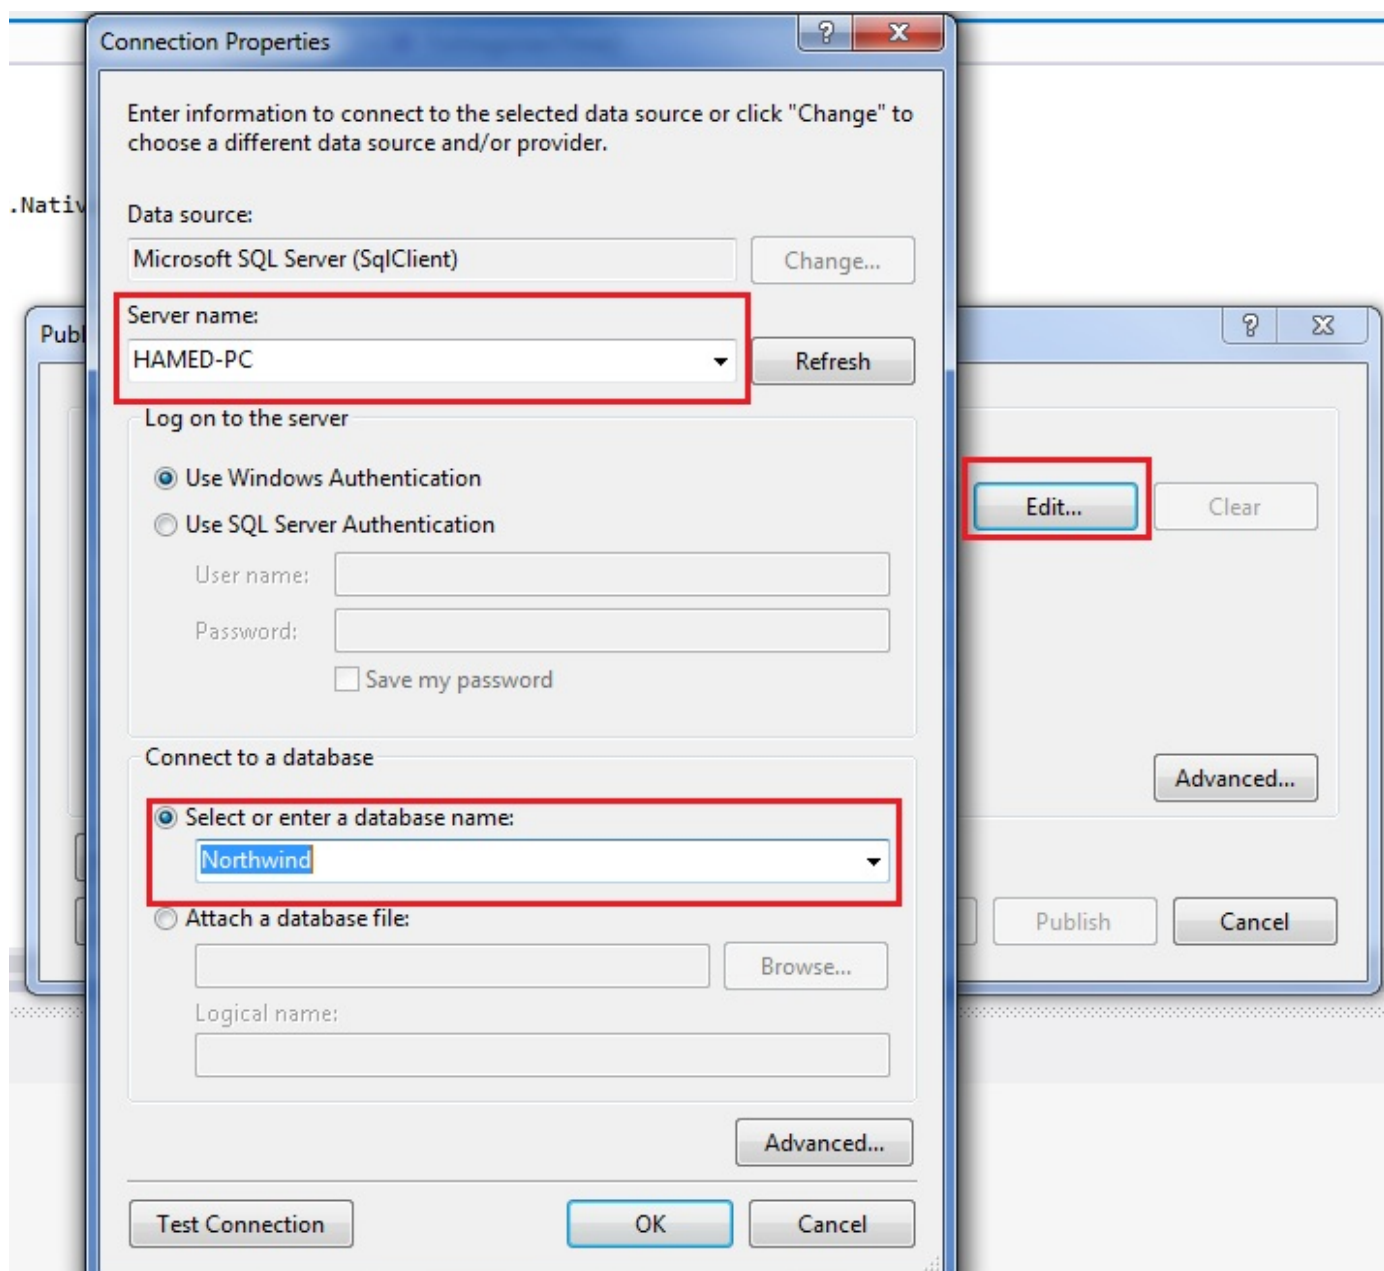 Connection Properties
Enter information to connect to the selected data source or click "Change" to
choose a different data source and/or provider.
.Nativ
Data source:
Microsoft SQL Server (SqlClient)
Change...
Server name:
Publ
HAMED-PC
Refresh
Log on to the server
Use Windows Authentication
Use SQL Server Authentication
Edit...
Clear
User name:
Password:
Save my password
Connect to a database
Advanced...
Select or enter a database name:
Northwind
Attach a database file:
Publish
Cancel
Browse...
Logical name:
Advanced...
Test Connection
OK
Cancel